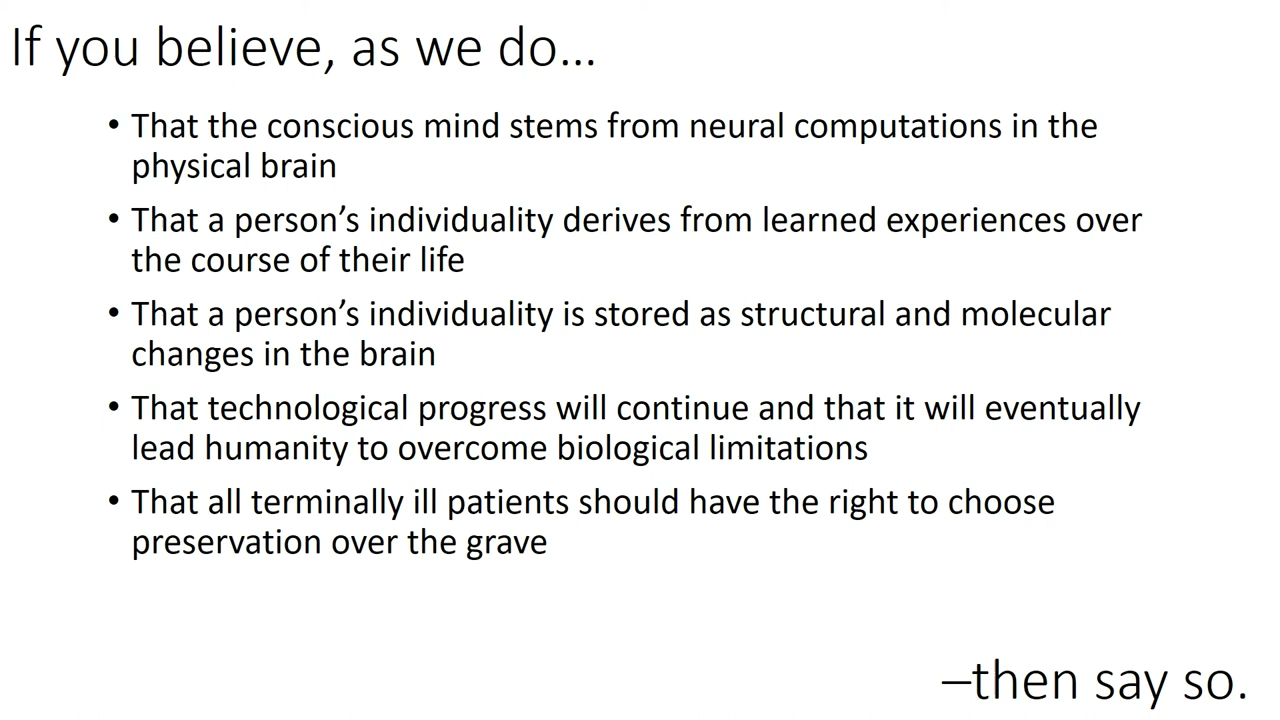 If you believe, as we do…
• That the conscious mind stems from neural computations in the
physical brain
• That a person’s individuality derives from learned experiences over
the course of their life
• That a person’s individuality is stored as structural and molecular
changes in the brain
• That technological progress will continue and that it will eventually
lead humanity to overcome biological limitations
• That all terminally ill patients should have the right to choose
preservation over the grave
–then say so.